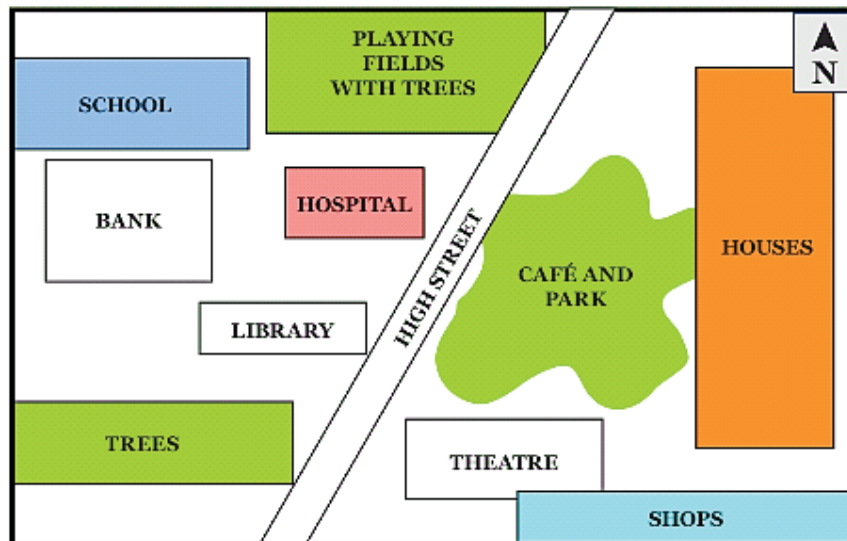 PLAYING
FIELDS
WITH TREES
N
SCHOOL
BANK
HOSPITAL
HIGH STREET
CAFÉ AND
PARK
HOUSES
LIBRARY
TREES
THEATRE
SHOPS